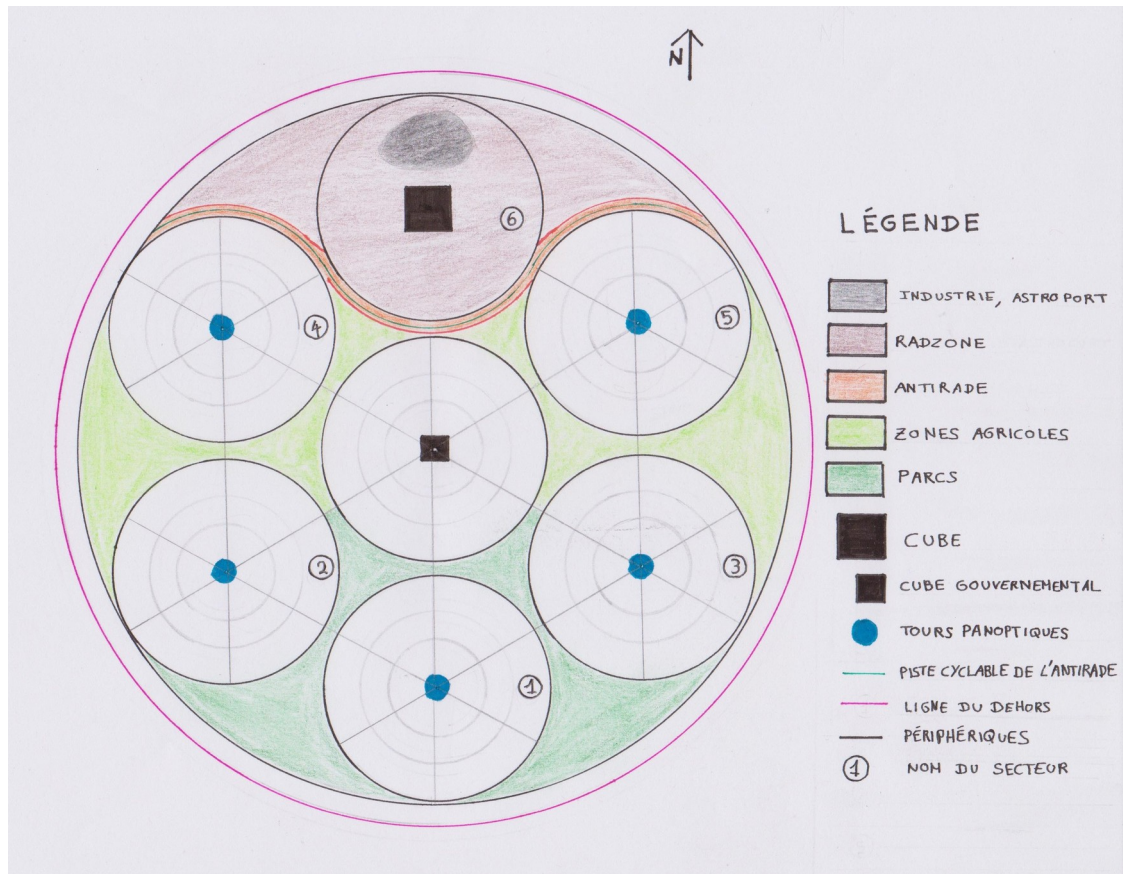 N
6
4
5
2
3
1
LÉGENDE
INDUSTRIE, ASTROPORT
RADZONE
ANTIRADE
ZONES AGRICOLES
PARCS
CUBE
CUBE GOUVERNEMENTAL
TOURS PANOPTIQUES
PISTE CYCLABLE DE L'ANTIRADE
LIGNE DU DEHORS
PÉRIPHÉRIQUES
1 NOM DU SECTEUR